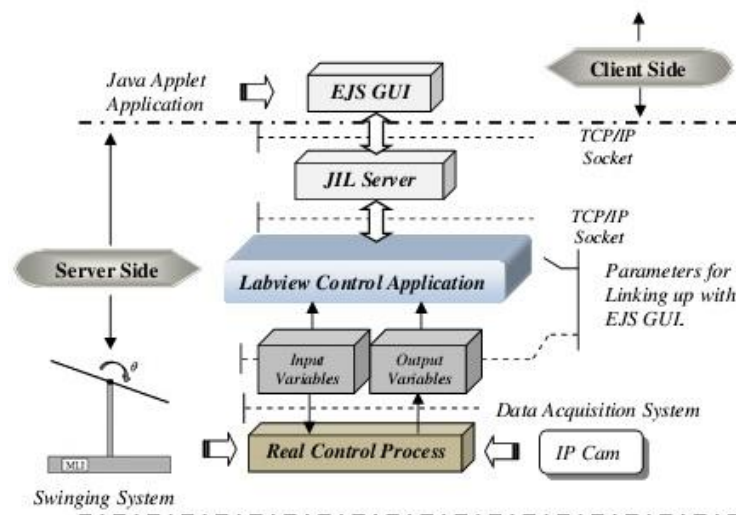 Client Side
Java Applet
Application
EJS GUI
TCP/IP
Socket
JIL Server
TCP/IP
Socket
Server Side
Labview Control Application
Parameters for
Linking up with
EJS GUI.
Input
Variables
Output
Variables
θ
Data Acquisition System
MLI
Real Control Process
IP Cam
Swinging System